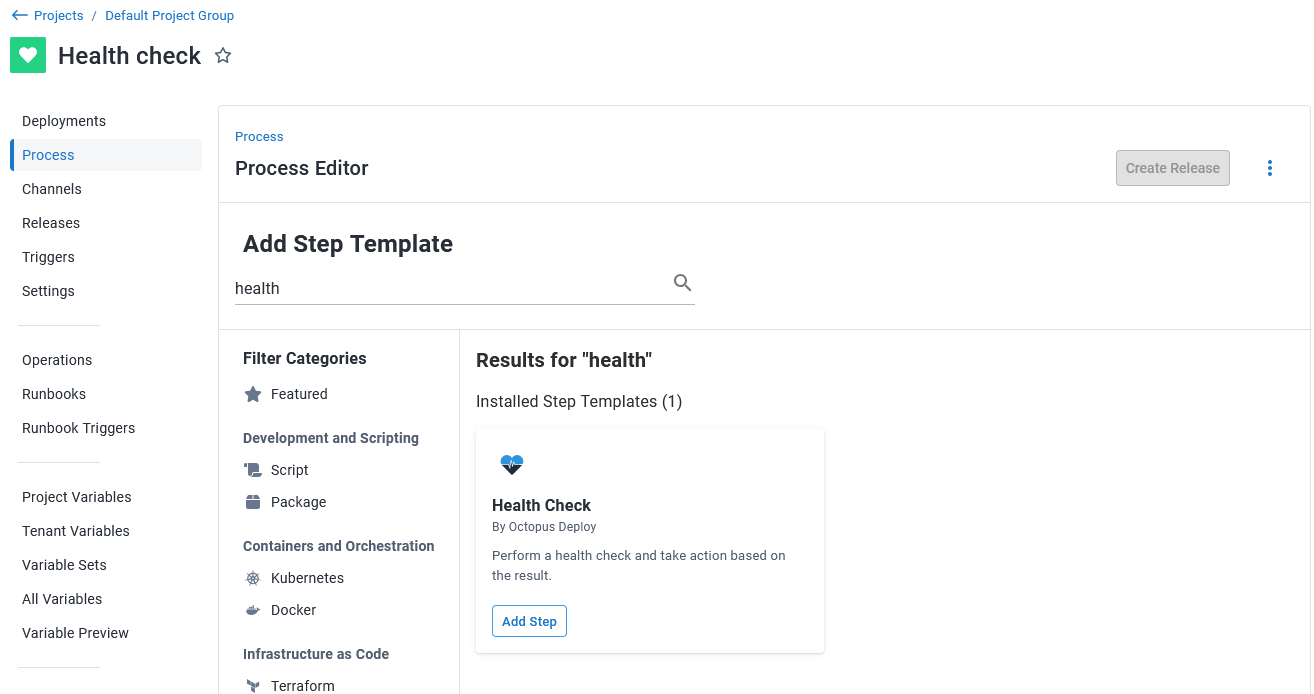 Projects / Default Project Group
Health check
Deployments
Process
Channels
Releases
Triggers
Settings
Operations
Runbooks
Runbook Triggers
Project Variables
Tenant Variables
Variable Sets
All Variables
Variable Preview
Process
Process Editor
Create Release
Add Step Template
health
Filter Categories
Featured
Development and Scripting
Script
Package
Containers and Orchestration
Kubernetes
Docker
Infrastructure as Code
Terraform
Results for "health"
Installed Step Templates (1)
Health Check
By Octopus Deploy
Perform a health check and take action based on
the result.
Add Step